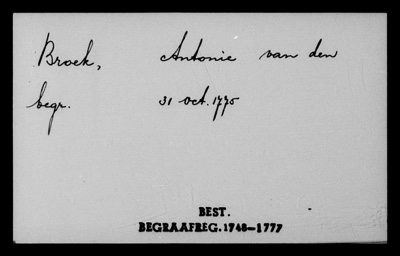 Broek, Antonie van den
begr. 31 oct. 1775
BEST.
BEGRAAFREG. 1748-1777